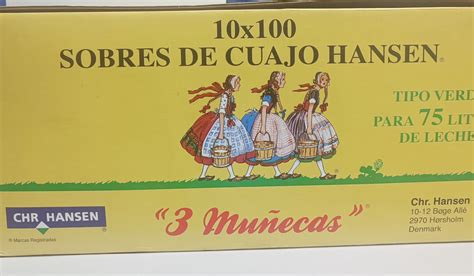 10x100
SOBRES DE CUAJO HANSEN®
TIPO VERD
PARA 75 LIT
DE LECHE
CHR. HANSEN
® Marcas Registradas
"3 Muñecas"®
Chr. Hansen
10-12 Bøge Allé
2970 Hørsholm
Denmark